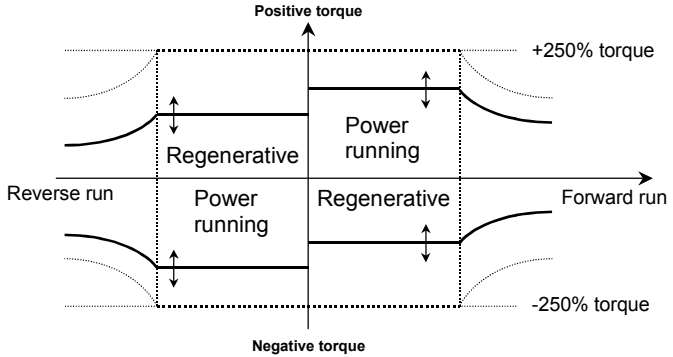 Positive torque
+250% torque
Power
running
Regenerative
Reverse run
Power
running
Regenerative
Forward run
-250% torque
Negative torque